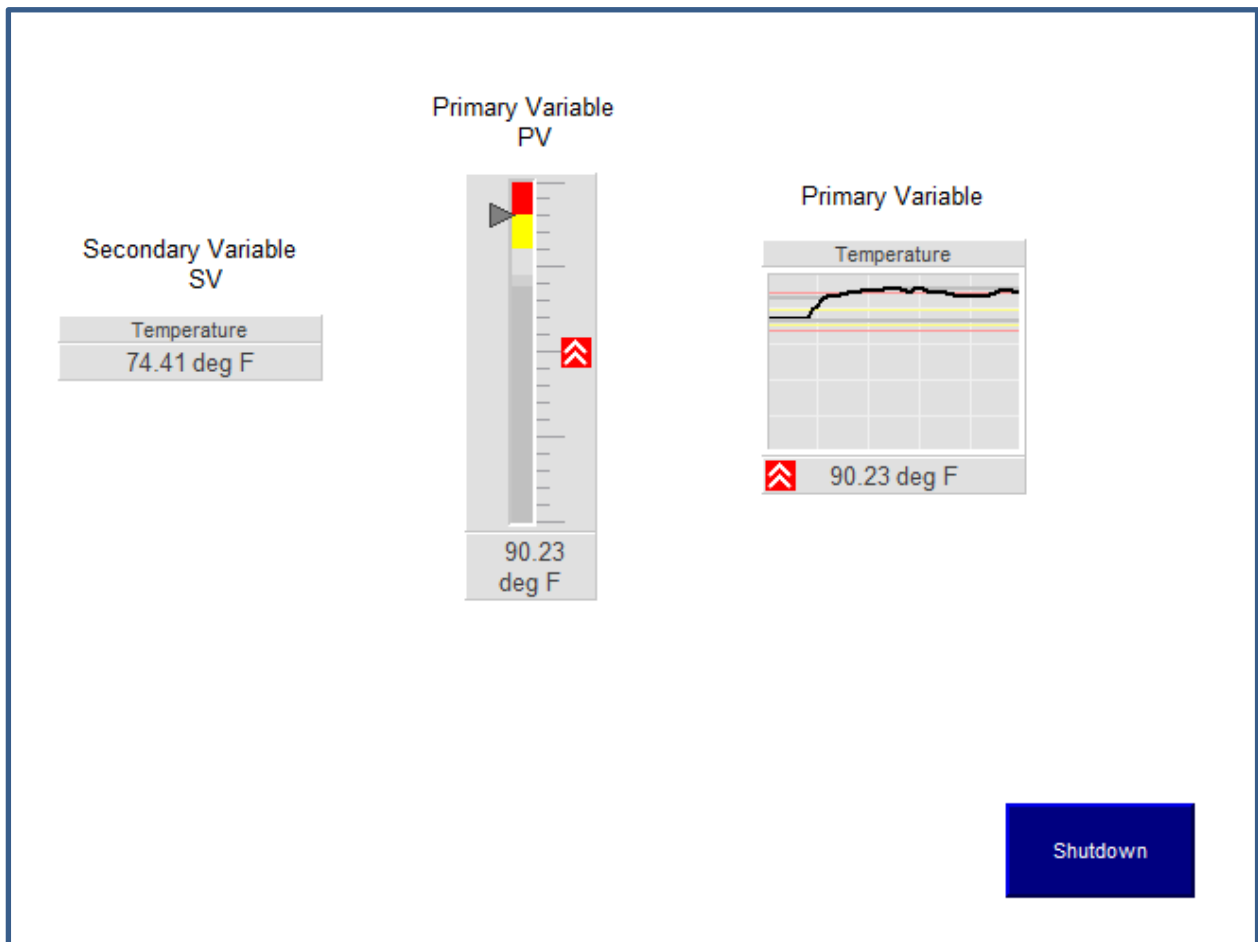 Primary Variable
PV
Primary Variable
Secondary Variable
SV
Temperature
Temperature
74.41 deg F
90.23 deg F
90.23
deg F
Shutdown